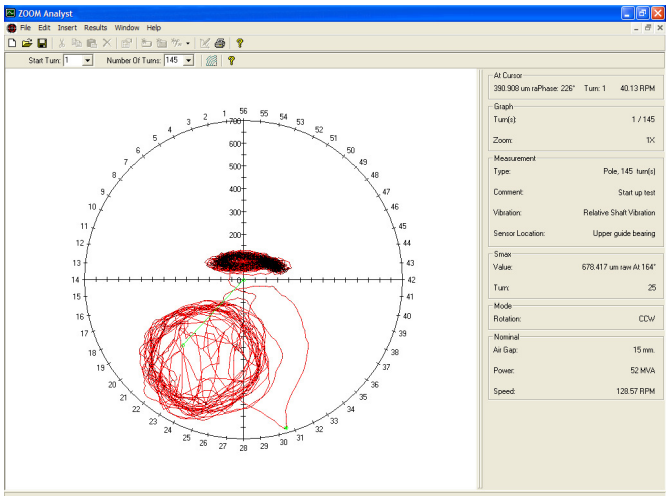 ZOOM Analyst
File Edit Insert Results Window Help
Start Turn: 1 Number Of Turns: 145
At Cursor
390.908 um raPhase: 226° Turn: 1 40.13 RPM
Graph
Turn(s): 1 / 145
Zoom: 1X
Measurement
Type: Pole, 145 turn(s)
Comment: Start up test
Vibration: Relative Shaft Vibration
Sensor Location: Upper guide bearing
Smax
Value: 678.417 um raw At 164°
Turn: 25
Mode
Rotation: CCW
Nominal
Air Gap: 15 mm.
Power: 52 MVA
Speed: 128.57 RPM
1 56 55
2 54
3 53
4 52
5 51
6 50
7 49
8 48
9 47
10 46
11 45
12 44
13 43
14 42
15 41
16 40
17 39
18 38
19 37
20 36
21 35
22 34
23 33
24 32
25 31
26 30
27 28 29
700
500
400
300
200
0